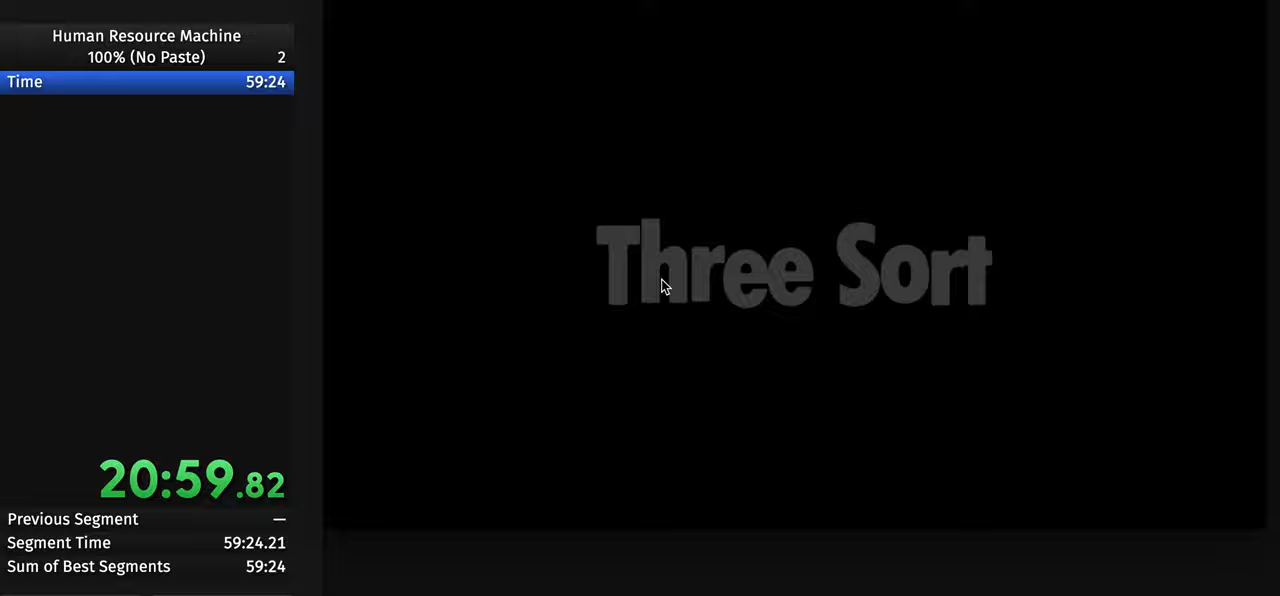 Human Resource Machine
100% (No Paste) 2
Time 59:24
Three Sort
20:59.82
Previous Segment —
Segment Time 59:24.21
Sum of Best Segments 59:24